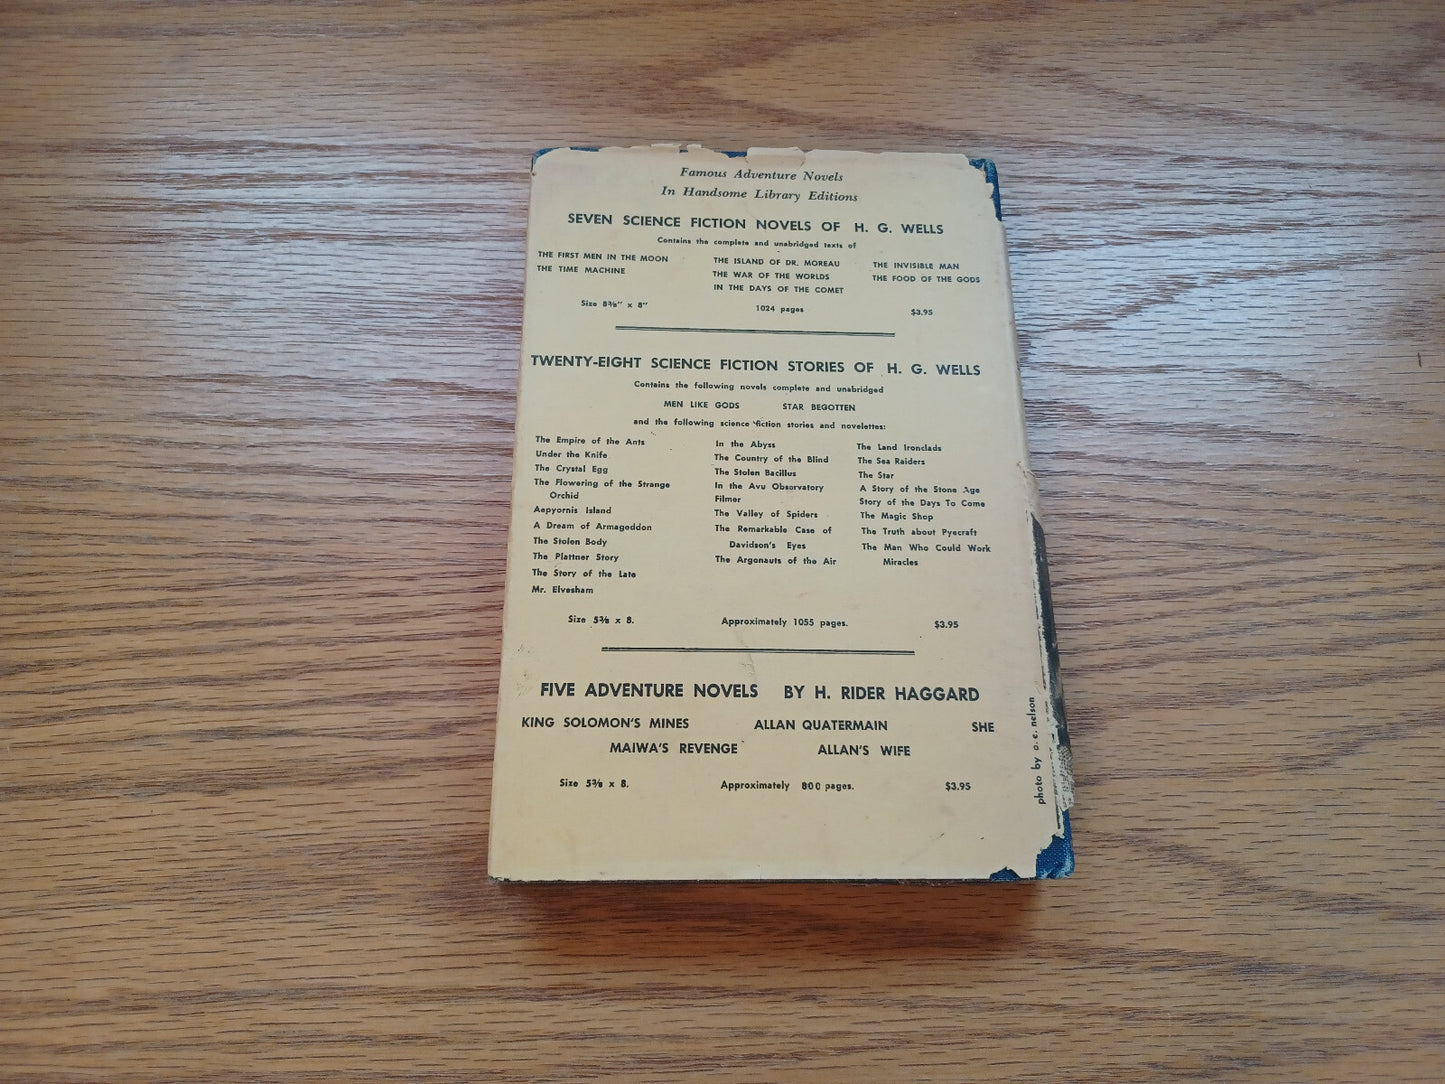 Famous Adventure Novels
In Handsome Library Editions
SEVEN SCIENCE FICTION NOVELS OF H. G. WELLS
Contains the complete and unabridged texts of
THE FIRST MEN IN THE MOON
THE TIME MACHINE
THE ISLAND OF DR. MOREAU
THE WAR OF THE WORLDS
IN THE DAYS OF THE COMET
THE INVISIBLE MAN
THE FOOD OF THE GODS
Size 8⅜" x 8" 1024 pages $3.95
TWENTY-EIGHT SCIENCE FICTION STORIES OF H. G. WELLS
Contains the following novels complete and unabridged
MEN LIKE GODS STAR BEGOTTEN
and the following science fiction stories and novelettes:
The Empire of the Ants
Under the Knife
The Crystal Egg
The Flowering of the Strange
Orchid
Aepyornis Island
A Dream of Armageddon
The Stolen Body
The Plattner Story
The Story of the Late
Mr. Elvesham
In the Abyss
The Country of the Blind
The Stolen Bacillus
In the Avu Observatory
Filmer
The Valley of Spiders
The Remarkable Case of
Davidson's Eyes
The Argonauts of the Air
The Land Ironclads
The Sea Raiders
The Star
A Story of the Stone Age
Story of the Days To Come
The Magic Shop
The Truth about Pyecraft
The Man Who Could Work
Miracles
Size 5⅜ x 8. Approximately 1055 pages. $3.95
FIVE ADVENTURE NOVELS BY H. RIDER HAGGARD
KING SOLOMON'S MINES ALLAN QUATERMAIN SHE
MAIWA'S REVENGE ALLAN'S WIFE
Size 5⅜ x 8. Approximately 800 pages. $3.95
photo by o. e. nelson